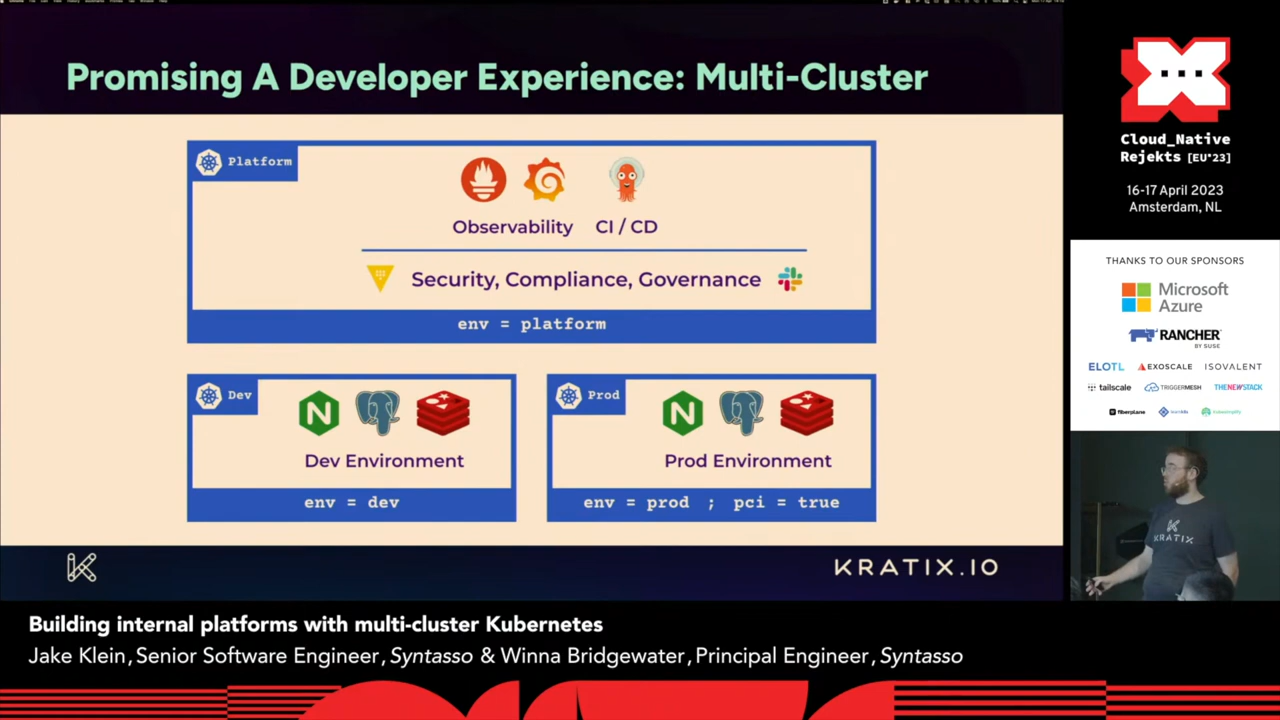 Promising A Developer Experience: Multi-Cluster
Platform
Observability CI / CD
Security, Compliance, Governance
env = platform
Dev
Dev Environment
env = dev
Prod
Prod Environment
env = prod ; pci = true
KRATIX.IO
Cloud_Native
Rejekts [EU'23]
16-17 April 2023
Amsterdam, NL
THANKS TO OUR SPONSORS
Microsoft
Azure
RANCHER
BY SUSE
ELOTL EXOSCALE ISOVALENT
tailscale TRIGGERMESH THENEWSTACK
fiberplane
KRATIX
Building internal platforms with multi-cluster Kubernetes
Jake Klein, Senior Software Engineer, Syntasso & Winna Bridgewater, Principal Engineer, Syntasso